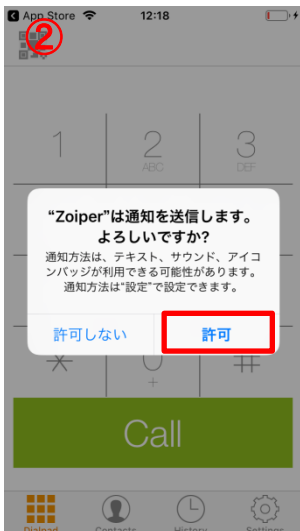 App Store 12:18
②
1 2 3
ABC DEF
“Zoiper”は通知を送信します。
よろしいですか?
通知方法は、テキスト、サウンド、アイコ
ンバッジが利用できる可能性があります。
通知方法は“設定”で設定できます。
許可しない 許可
* 0 #
+
Call
Dialpad Contacts History Settings